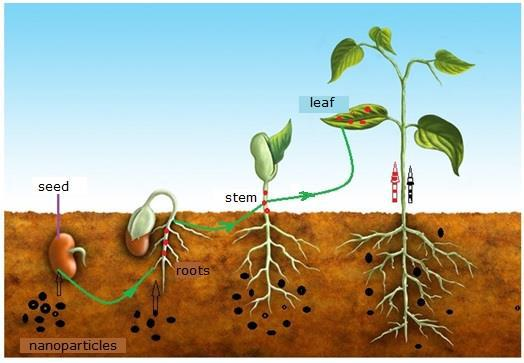 leaf
seed
stem
roots
nanoparticles